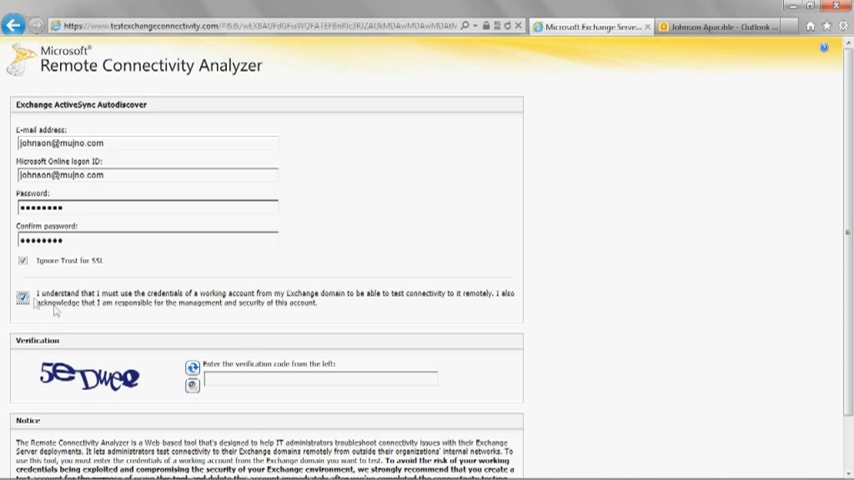 Microsoft Exchange Serve...
Johnson Apacible - Outlook ...
Microsoft®
Remote Connectivity Analyzer
Exchange ActiveSync Autodiscover
E-mail address:
johnson@mujno.com
Microsoft Online logon ID:
johnson@mujno.com
Password:
••••••••
Confirm password:
••••••••
Ignore Trust for SSL
I understand that I must use the credentials of a working account from my Exchange domain to be able to test connectivity to it remotely. I also
acknowledge that I am responsible for the management and security of this account.
Verification
Enter the verification code from the left:
Notice
The Remote Connectivity Analyzer is a Web based tool that's designed to help IT administrators troubleshoot connectivity issues with their Exchange
Server deployments. It lets administrators test connectivity to their Exchange domains remotely from outside their organizations' internal networks. To
use this tool, you must enter the credentials of a working account from the Exchange domain you want to test. To avoid the risk of your working
credentials being exploited and compromising the security of your Exchange environment, we strongly recommend that you create a